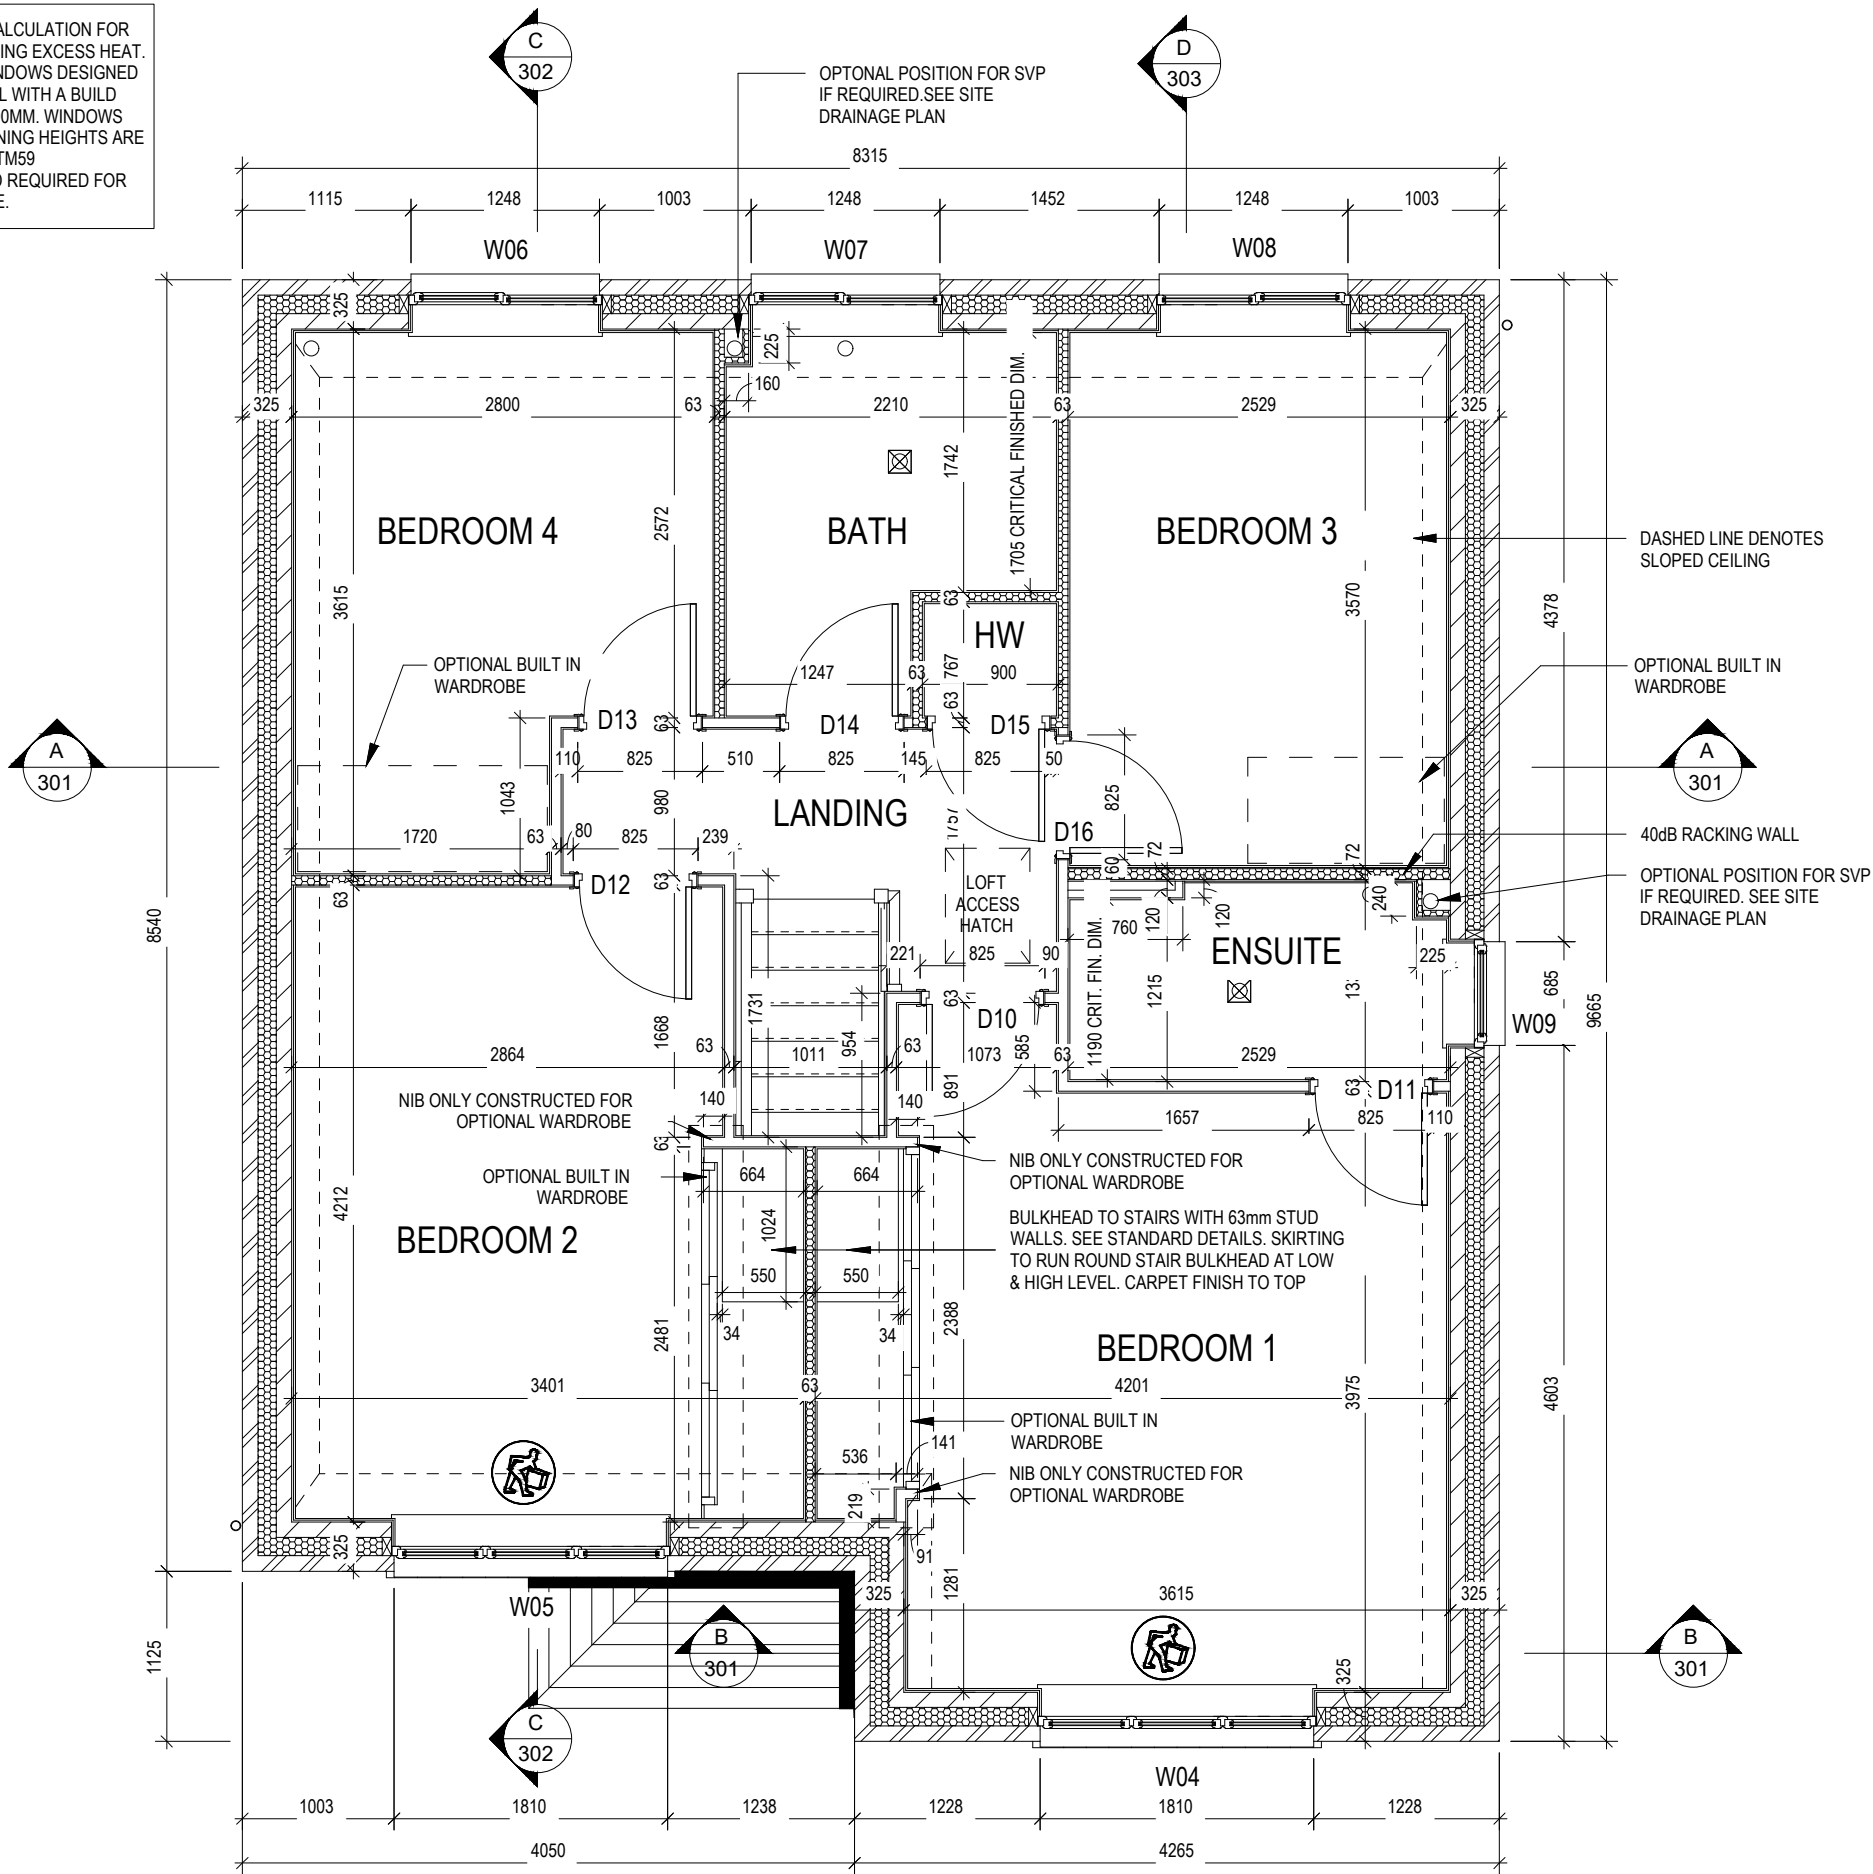 ALCULATION FOR
ING EXCESS HEAT.
NDOWS DESIGNED
L WITH A BUILD
0MM. WINDOWS
NING HEIGHTS ARE
TM59
D REQUIRED FOR
E.
C
302
D
303
OPTONAL POSITION FOR SVP
IF REQUIRED.SEE SITE
DRAINAGE PLAN
8315
1115
1248
1003
1248
1452
1248
1003
W06
W07
W08
325
225
160
325
2800
63
2210
63
2529
325
1742
1705 CRITICAL FINISHED DIM.
BEDROOM 4
2572
BATH
BEDROOM 3
DASHED LINE DENOTES
SLOPED CEILING
3615
3570
4378
63
HW
OPTIONAL BUILT IN
WARDROBE
1247
63
767
900
OPTIONAL BUILT IN
WARDROBE
63
D13
63
D14
D15
A
301
110
825
510
825
145
825
50
A
301
1043
980
LANDING
1757
825
D16
1720
63
80
825
239
40dB RACKING WALL
60
72
72
63
D12
63
LOFT
ACCESS
HATCH
240
OPTIONAL POSITION FOR SVP
IF REQUIRED. SEE SITE
DRAINAGE PLAN
120
120
760
8540
ENSUITE
221
825
90
225
1731
63
1190 CRIT. FIN. DIM.
1215
13
685
9665
W09
D10
1668
954
585
2864
63
1011
63
1073
63
2529
891
63
D11
NIB ONLY CONSTRUCTED FOR
OPTIONAL WARDROBE
140
140
1657
825
110
63
OPTIONAL BUILT IN
WARDROBE
664
664
NIB ONLY CONSTRUCTED FOR
OPTIONAL WARDROBE
4212
1024
BULKHEAD TO STAIRS WITH 63mm STUD
WALLS. SEE STANDARD DETAILS. SKIRTING
TO RUN ROUND STAIR BULKHEAD AT LOW
& HIGH LEVEL. CARPET FINISH TO TOP
BEDROOM 2
550
550
2481
34
34
2388
BEDROOM 1
3401
63
4201
3975
4603
OPTIONAL BUILT IN
WARDROBE
141
536
NIB ONLY CONSTRUCTED FOR
OPTIONAL WARDROBE
219
325
91
1281
325
3615
325
W05
B
301
B
301
1125
325
C
302
W04
1003
1810
1238
1228
1810
1228
4050
4265